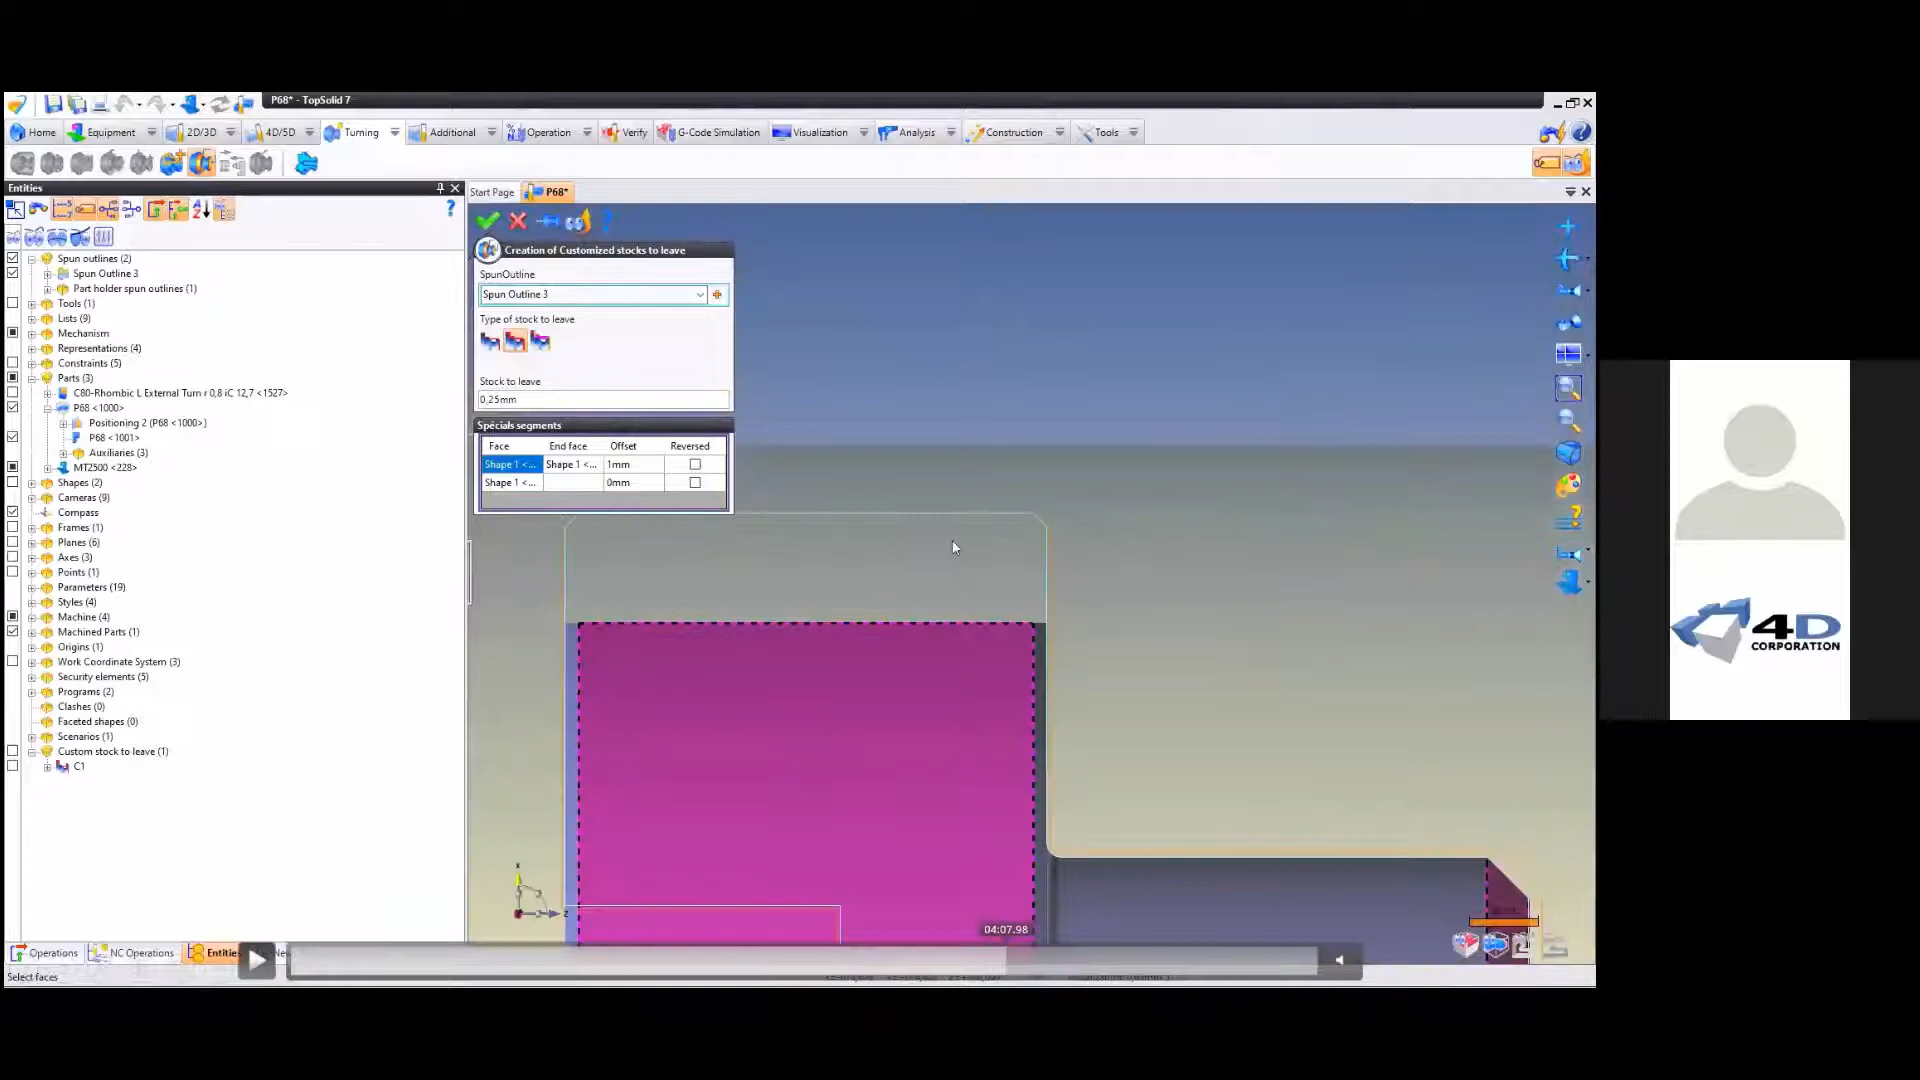 P68* - TopSolid 7
Home
Equipment
2D/3D
4D/5D
Turning
Additional
Operation
Verify
G-Code Simulation
Visualization
Analysis
Construction
Tools
Entities
Start Page
P68*
Spun outlines (2)
Spun Outline 3
Part holder spun outlines (1)
Tools (1)
Lists (9)
Mechanism
Representations (4)
Constraints (5)
Parts (3)
C80-Rhombic L External Turn r 0,8 iC 12,7 <1527>
P68 <1000>
Positioning 2 (P68 <1000>)
P68 <1001>
Auxiliaries (3)
MT2500 <228>
Shapes (2)
Cameras (9)
Compass
Frames (1)
Planes (6)
Axes (3)
Points (1)
Parameters (19)
Styles (4)
Machine (4)
Machined Parts (1)
Origins (1)
Work Coordinate System (3)
Security elements (5)
Programs (2)
Clashes (0)
Faceted shapes (0)
Scenarios (1)
Custom stock to leave (1)
C1
Creation of Customized stocks to leave
SpunOutline
Spun Outline 3
Type of stock to leave
Stock to leave
0,25mm
Spécials segments
Face End face Offset Reversed
Shape 1 <... Shape 1 <... 1mm
Shape 1 <... 0mm
x
z
04:07.98
Operations
NC Operations
Entitie
Select faces
4D
CORPORATION